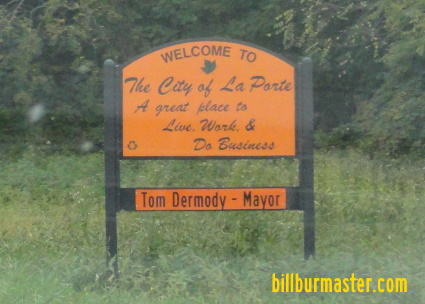 WELCOME TO
The City of La Porte
A great place to
Live, Work, &
Do Business
Tom Dermody - Mayor
billburmaster.com